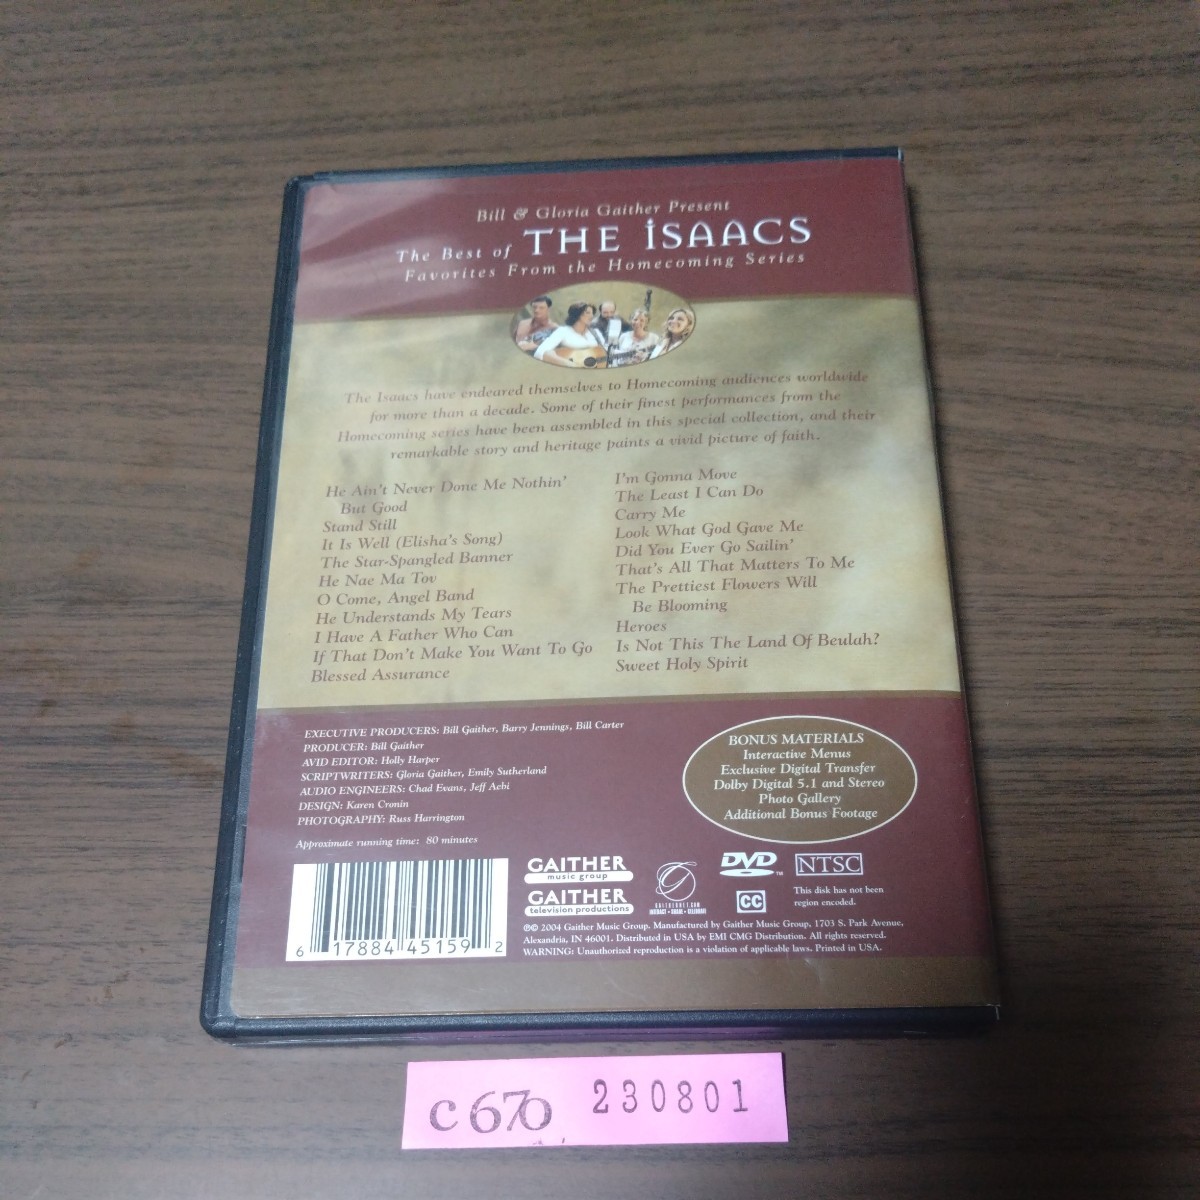 Bill & Gloria Gaither Present
The Best of THE iSAACS
Favorites From the Homecoming Series
The Isaacs have endeared themselves to Homecoming audiences worldwide
for more than a decade. Some of their finest performances from the
Homecoming series have been assembled in this special collection, and their
remarkable story and heritage paints a vivid picture of faith.
He Ain't Never Done Me Nothin'
But Good
Stand Still
It Is Well (Elisha's Song)
The Star-Spangled Banner
He Nae Ma Tov
O Come, Angel Band
He Understands My Tears
I Have A Father Who Can
If That Don't Make You Want To Go
Blessed Assurance
I'm Gonna Move
The Least I Can Do
Carry Me
Look What God Gave Me
Did You Ever Go Sailin'
That's All That Matters To Me
The Prettiest Flowers Will
Be Blooming
Heroes
Is Not This The Land Of Beulah?
Sweet Holy Spirit
EXECUTIVE PRODUCERS: Bill Gaither, Barry Jennings, Bill Carter
PRODUCER: Bill Gaither
AVID EDITOR: Holly Harper
SCRIPTWRITERS: Gloria Gaither, Emily Sutherland
AUDIO ENGINEERS: Chad Evans, Jeff Aebi
DESIGN: Karen Cronin
PHOTOGRAPHY: Russ Harrington
Approximate running time: 80 minutes
BONUS MATERIALS
Interactive Menus
Exclusive Digital Transfer
Dolby Digital 5.1 and Stereo
Photo Gallery
Additional Bonus Footage
6 17884 45159 2
GAITHER
music group
GAITHER
television productions
G
GAITHERNET.COM
INTERACT • SHARE • CELEBRATE
DVD™
CC
NTSC
This disk has not been
region encoded.
℗© 2004 Gaither Music Group. Manufactured by Gaither Music Group, 1703 S. Park Avenue,
Alexandria, IN 46001. Distributed in USA by EMI CMG Distribution. All rights reserved.
WARNING: Unauthorized reproduction is a violation of applicable laws. Printed in USA.
C670 230801